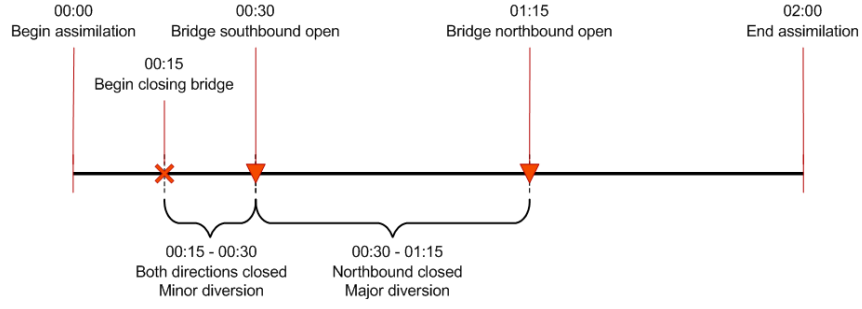 00:00
Begin assimilation
00:30
Bridge southbound open
01:15
Bridge northbound open
02:00
End assimilation
00:15
Begin closing bridge
00:15 - 00:30
Both directions closed
Minor diversion
00:30 - 01:15
Northbound closed
Major diversion